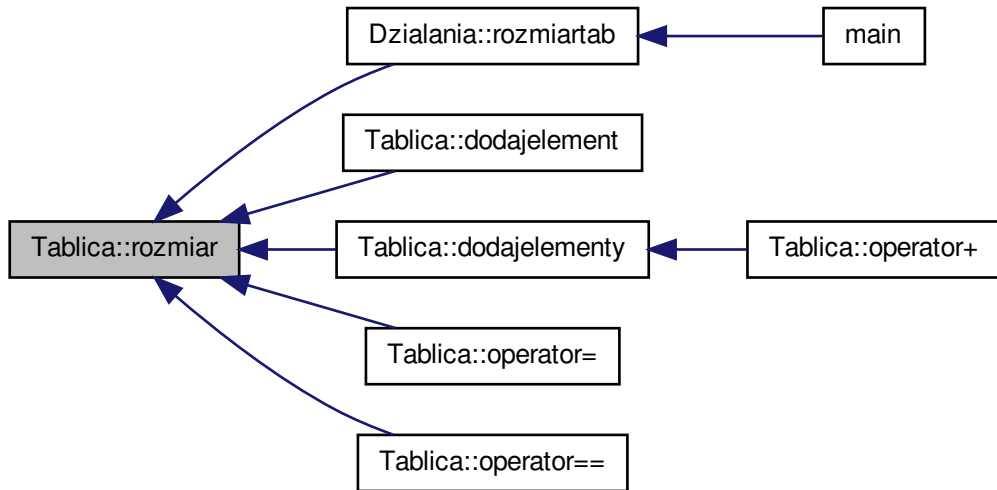 Dzialania::rozmiartab
main
Tablica::dodajelement
Tablica::rozmiar
Tablica::dodajelementy
Tablica::operator+
Tablica::operator=
Tablica::operator==